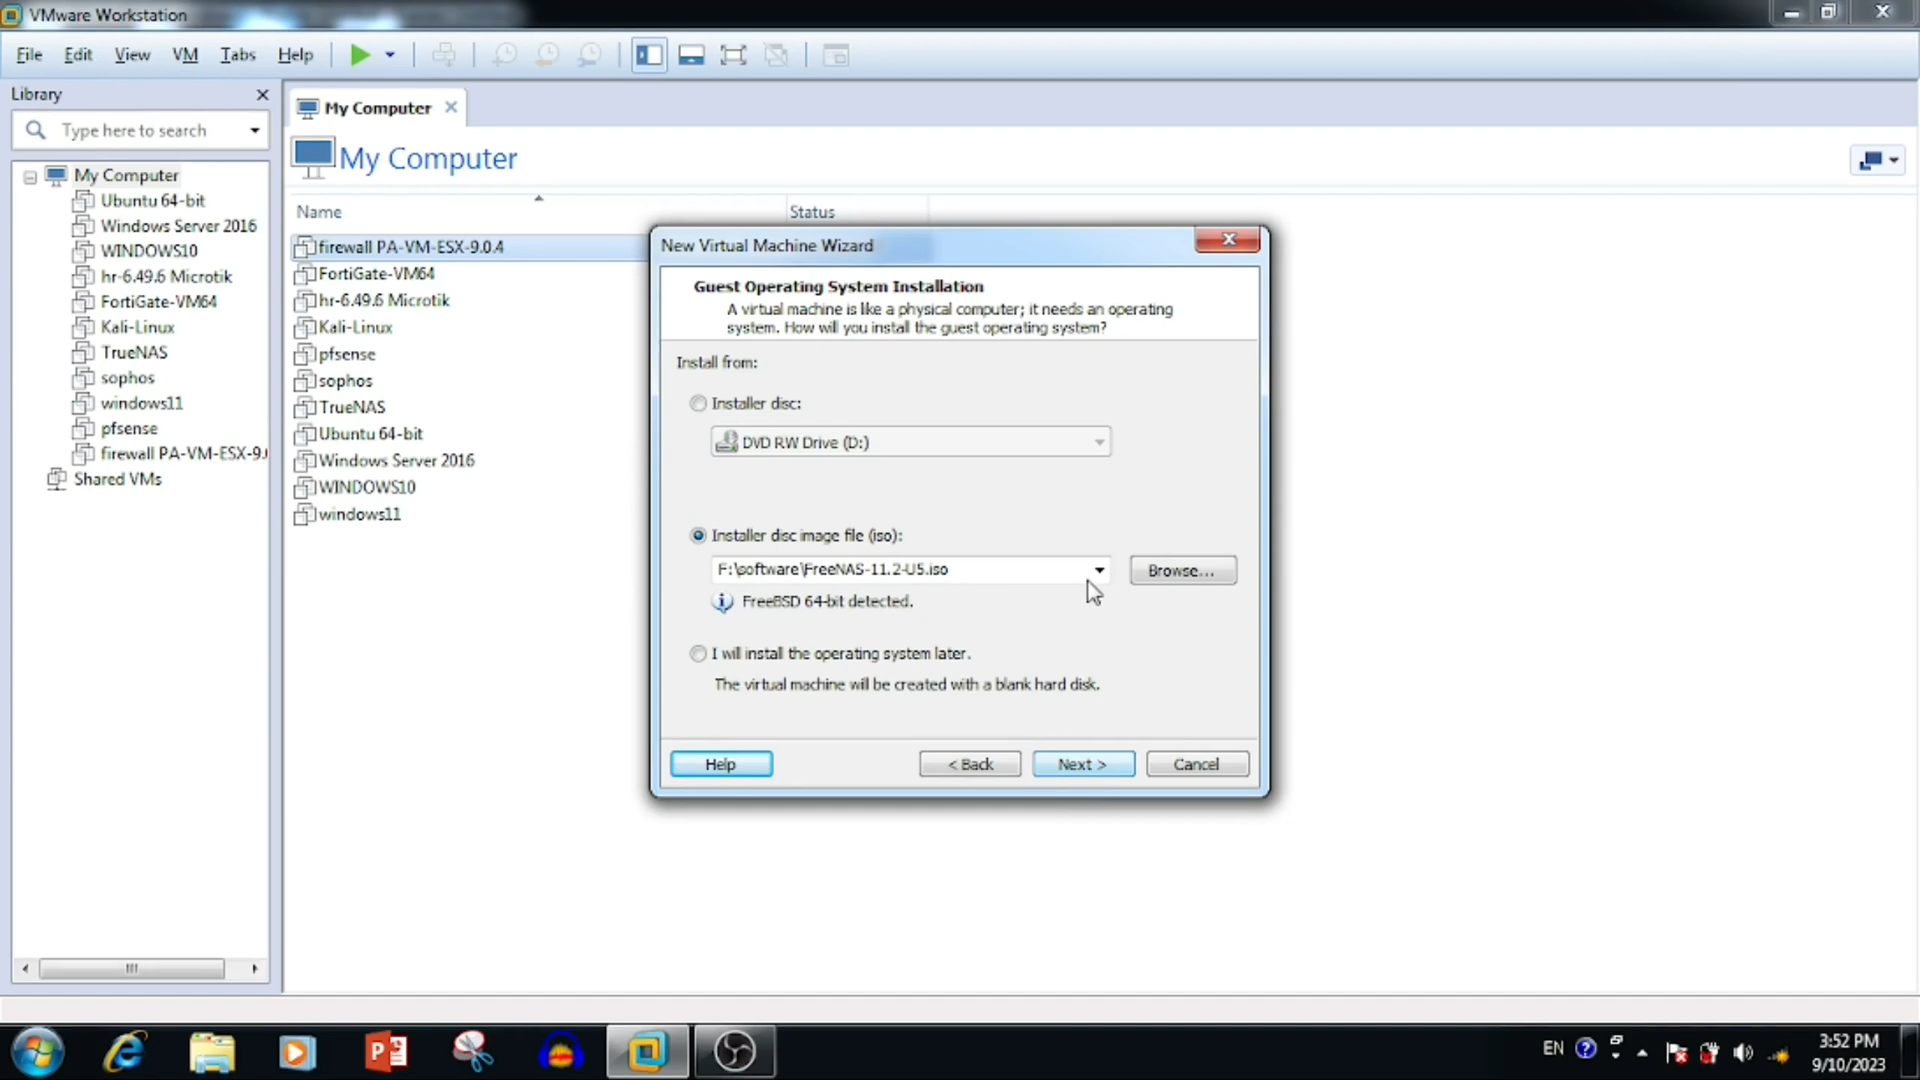 VMware Workstation
File Edit View VM Tabs Help
Library
Type here to search
My Computer
Ubuntu 64-bit
Windows Server 2016
WINDOWS10
hr-6.49.6 Microtik
FortiGate-VM64
Kali-Linux
TrueNAS
sophos
windows11
pfsense
firewall PA-VM-ESX-9.
Shared VMs
My Computer
My Computer
Name Status
firewall PA-VM-ESX-9.0.4
FortiGate-VM64
hr-6.49.6 Microtik
Kali-Linux
pfsense
sophos
TrueNAS
Ubuntu 64-bit
Windows Server 2016
WINDOWS10
windows11
New Virtual Machine Wizard
Guest Operating System Installation
A virtual machine is like a physical computer; it needs an operating
system. How will you install the guest operating system?
Install from:
Installer disc:
DVD RW Drive (D:)
Installer disc image file (iso):
F:\software\FreeNAS-11.2-U5.iso
Browse...
FreeBSD 64-bit detected.
I will install the operating system later.
The virtual machine will be created with a blank hard disk.
Help < Back Next > Cancel
EN
3:52 PM
9/10/2023